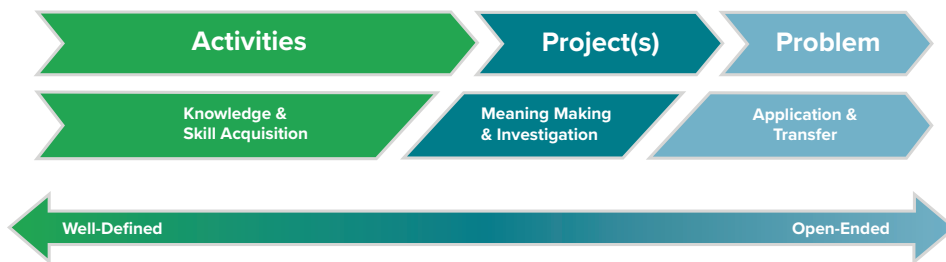 Activities
Project(s)
Problem
Knowledge &
Skill Acquisition
Meaning Making
& Investigation
Application &
Transfer
Well-Defined
Open-Ended